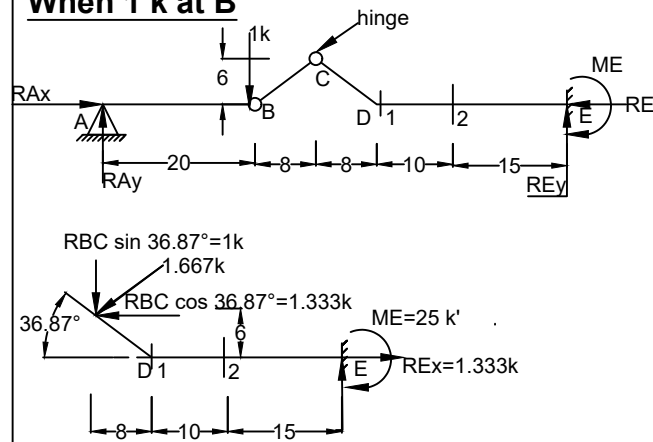 When 1 k at B
hinge
1k
6
C
ME
RAx
A
B
D 1
2
E
RE
20
8
8
10
15
RAy
REy
RBC sin 36.87°=1k
1.667k
RBC cos 36.87°=1.333k
36.87°
6
ME=25 k'
.
D 1
2
E
REx=1.333k
8
10
15